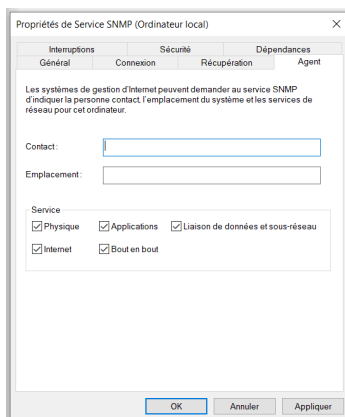 Propriétés de Service SNMP (Ordinateur local)
Interruptions Sécurité Dépendances
Général Connexion Récupération Agent
Les systèmes de gestion d'Internet peuvent demander au service SNMP
d'indiquer la personne contact, l'emplacement du système et les services de
réseau pour cet ordinateur.
Contact :
Emplacement :
Service
Physique Applications Liaison de données et sous-réseau
Internet Bout en bout
OK Annuler Appliquer